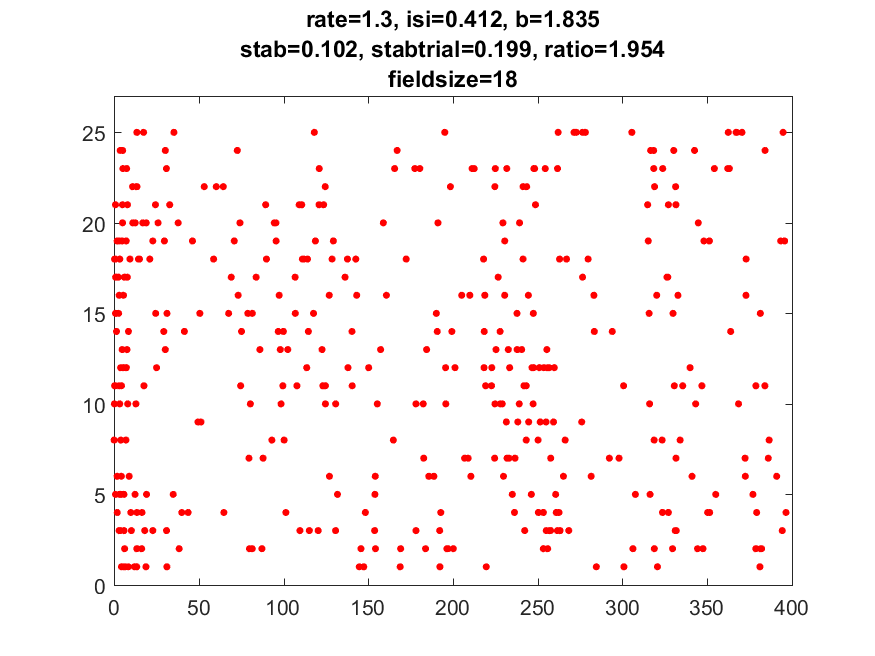 rate=1.3, isi=0.412, b=1.835
stab=0.102, stabtrial=0.199, ratio=1.954
fieldsize=18
25
20
15
10
5
0
0 50 100 150 200 250 300 350 400